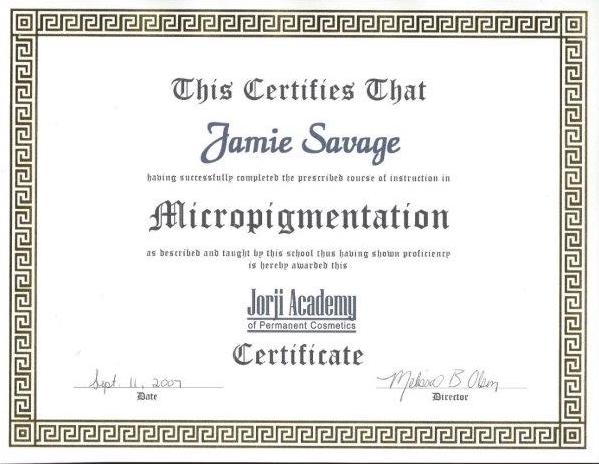 This Certifies That
Jamie Savage
having successfully completed the prescribed course of instruction in
Micropigmentation
as described and taught by this school thus having shown proficiency
is hereby awarded this
Jorji Academy
of Permanent Cosmetics
Certificate
Sept. 11, 2007 Melissa B Olsen
Date Director